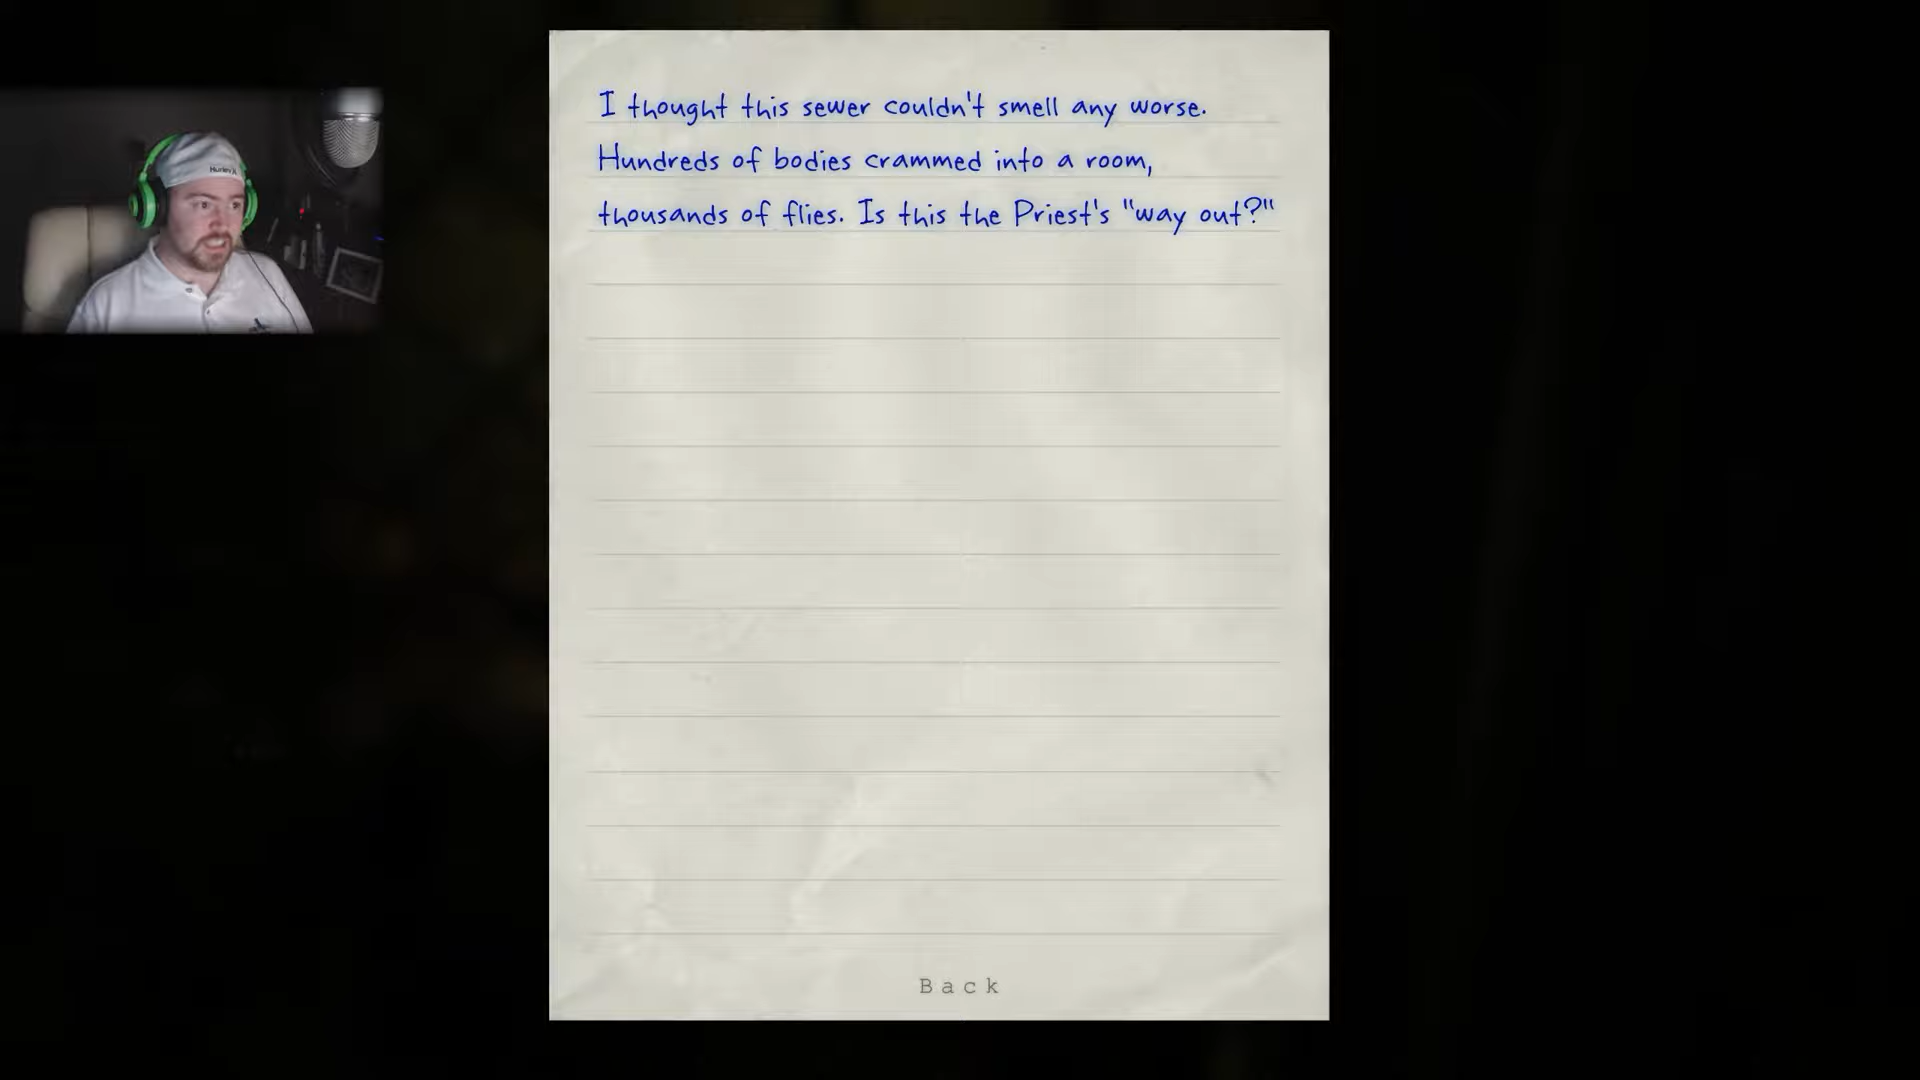 I thought this sewer couldn't smell any worse.
Hundreds of bodies crammed into a room,
thousands of flies. Is this the Priest's "way out?"
Back
Hurley